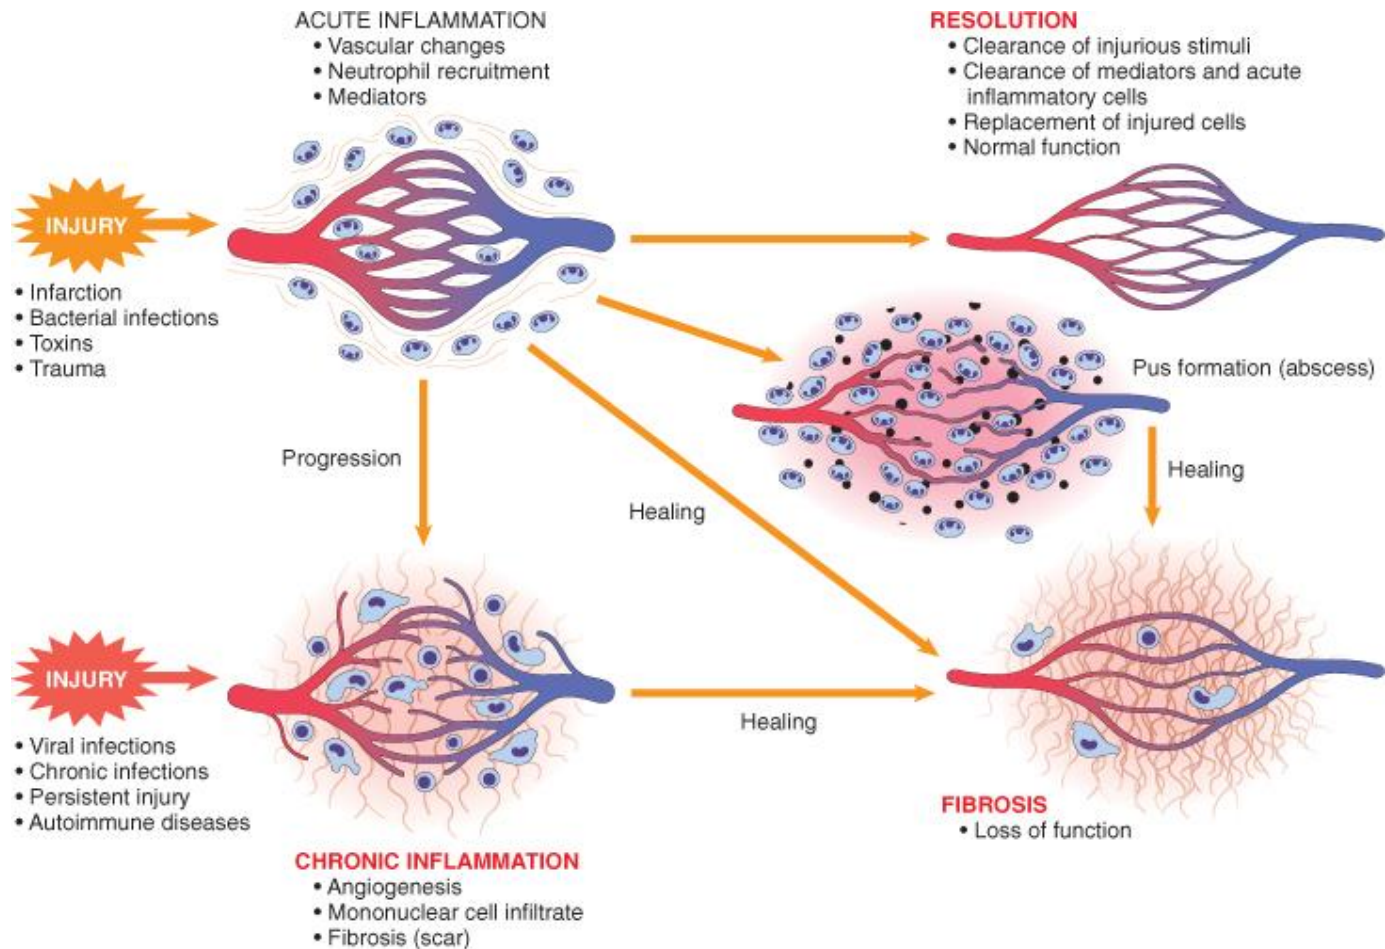 ACUTE INFLAMMATION
• Vascular changes
• Neutrophil recruitment
• Mediators
RESOLUTION
• Clearance of injurious stimuli
• Clearance of mediators and acute
inflammatory cells
• Replacement of injured cells
• Normal function
INJURY
• Infarction
• Bacterial infections
• Toxins
• Trauma
Pus formation (abscess)
Progression
Healing
Healing
INJURY
• Viral infections
• Chronic infections
• Persistent injury
• Autoimmune diseases
Healing
CHRONIC INFLAMMATION
• Angiogenesis
• Mononuclear cell infiltrate
• Fibrosis (scar)
FIBROSIS
• Loss of function